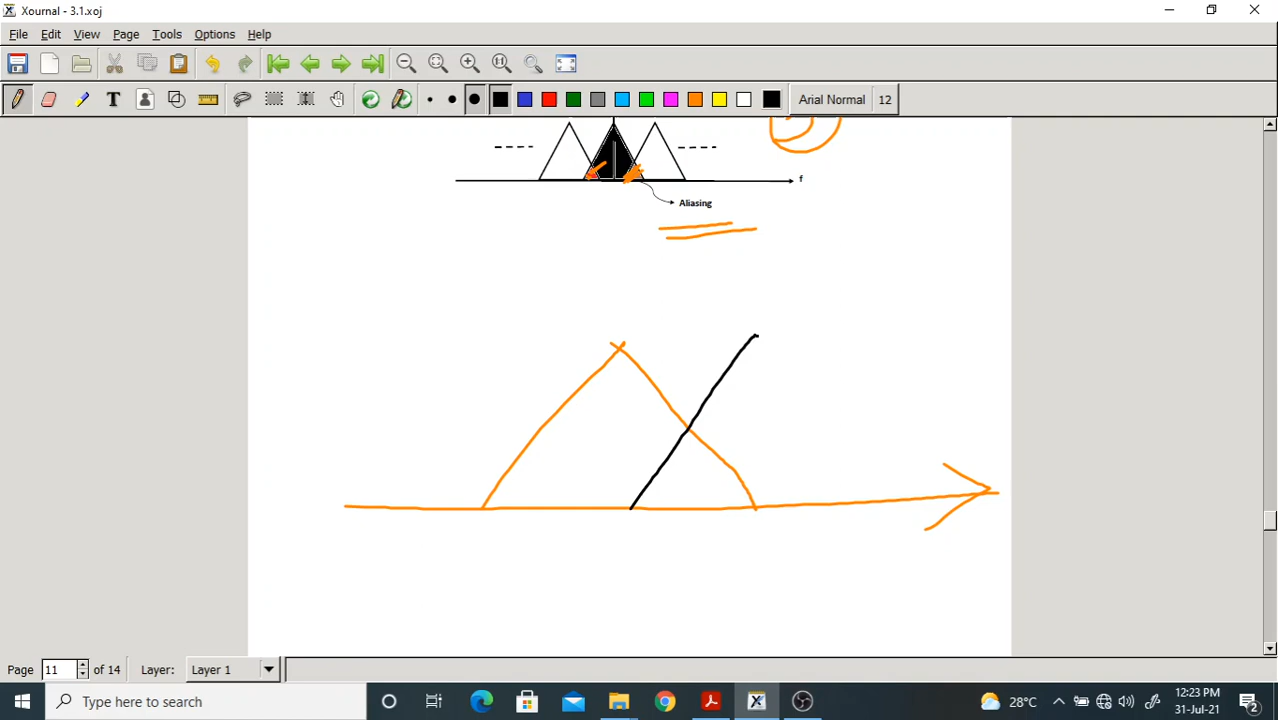 Xournal - 3.1.xoj
File Edit View Page Tools Options Help
Arial Normal 12
f
Aliasing
Page 11 of 14 Layer: Layer 1
Type here to search
28°C
12:23 PM
31-Jul-21
2